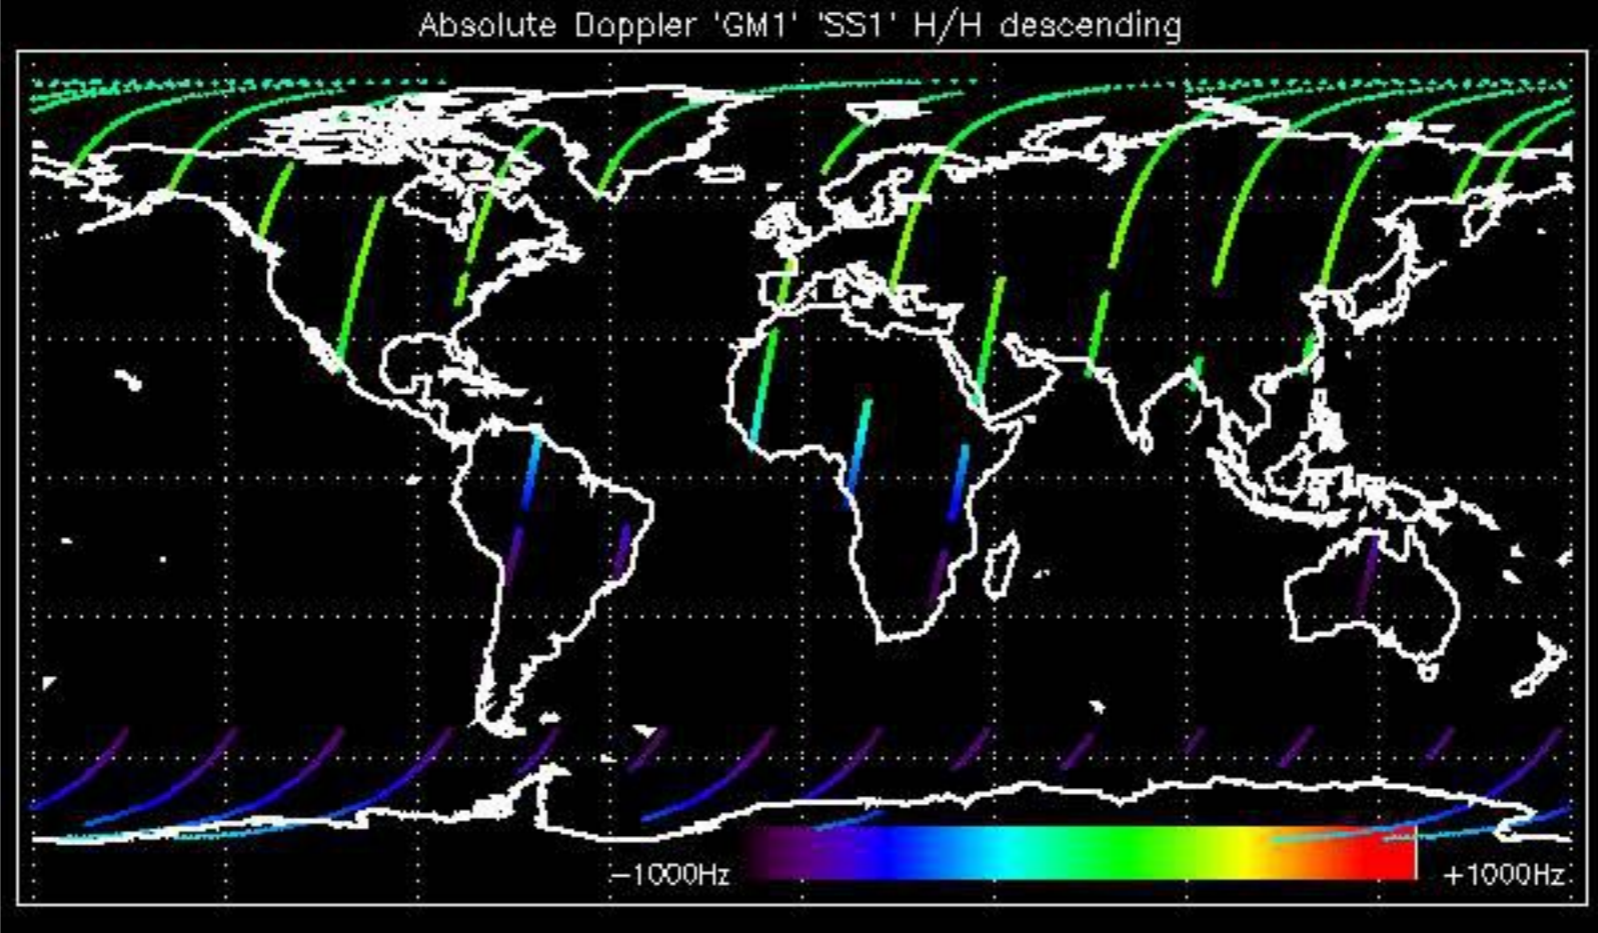 Absolute Doppler 'GM1' 'SS1' H/H descending
−1000Hz
+1000Hz